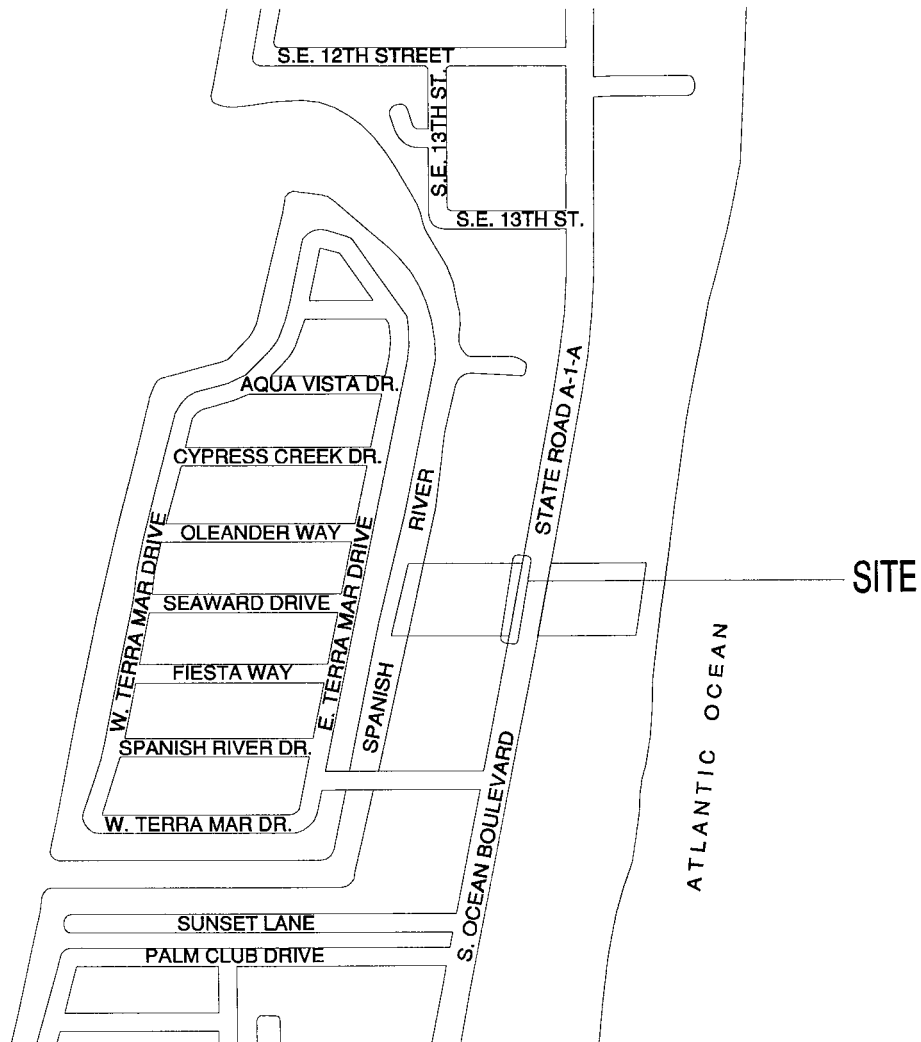 S.E. 12TH STREET
S.E. 13TH ST.
S.E. 13TH ST.
STATE ROAD A-1-A
AQUA VISTA DR.
CYPRESS CREEK DR.
RIVER
OLEANDER WAY
W. TERRA MAR DRIVE
E. TERRA MAR DRIVE
SITE
SEAWARD DRIVE
FIESTA WAY
SPANISH
ATLANTIC OCEAN
SPANISH RIVER DR.
S. OCEAN BOULEVARD
W. TERRA MAR DR.
SUNSET LANE
PALM CLUB DRIVE